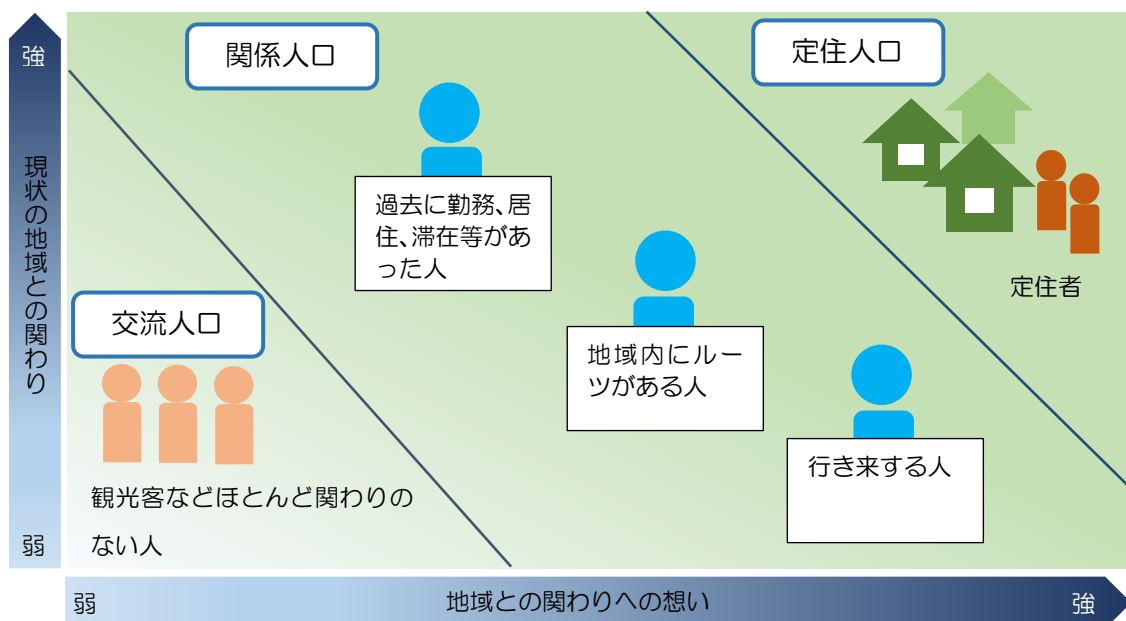 強
現状の地域との関わり
弱
関係人口
定住人口
過去に勤務、居
住、滞在等があ
った人
定住者
交流人口
地域内にルー
ツがある人
行き来する人
観光客などほとんど関わりの
ない人
弱
地域との関わりへの想い
強